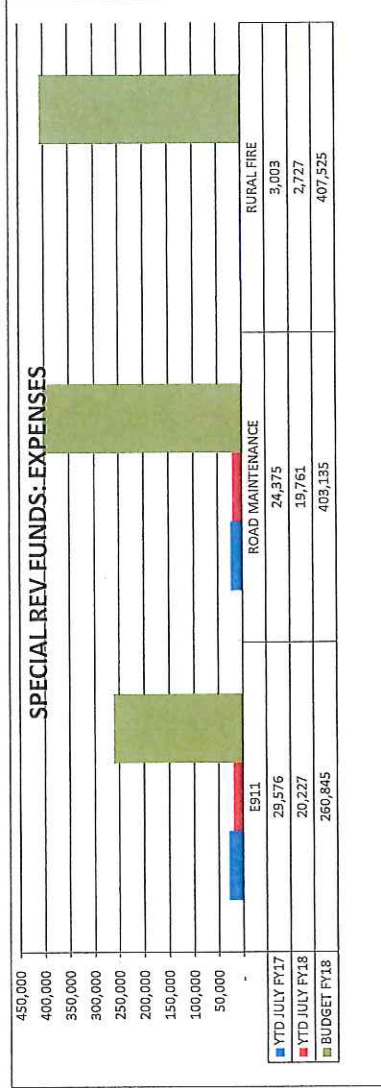 SPECIAL REV FUNDS: EXPENSES
450,000
400,000
350,000
300,000
250,000
200,000
150,000
100,000
50,000
-
E911 ROAD MAINTENANCE RURAL FIRE
YTD JULY FY17 29,576 24,375 3,003
YTD JULY FY18 20,227 19,761 2,727
BUDGET FY18 260,845 403,135 407,525